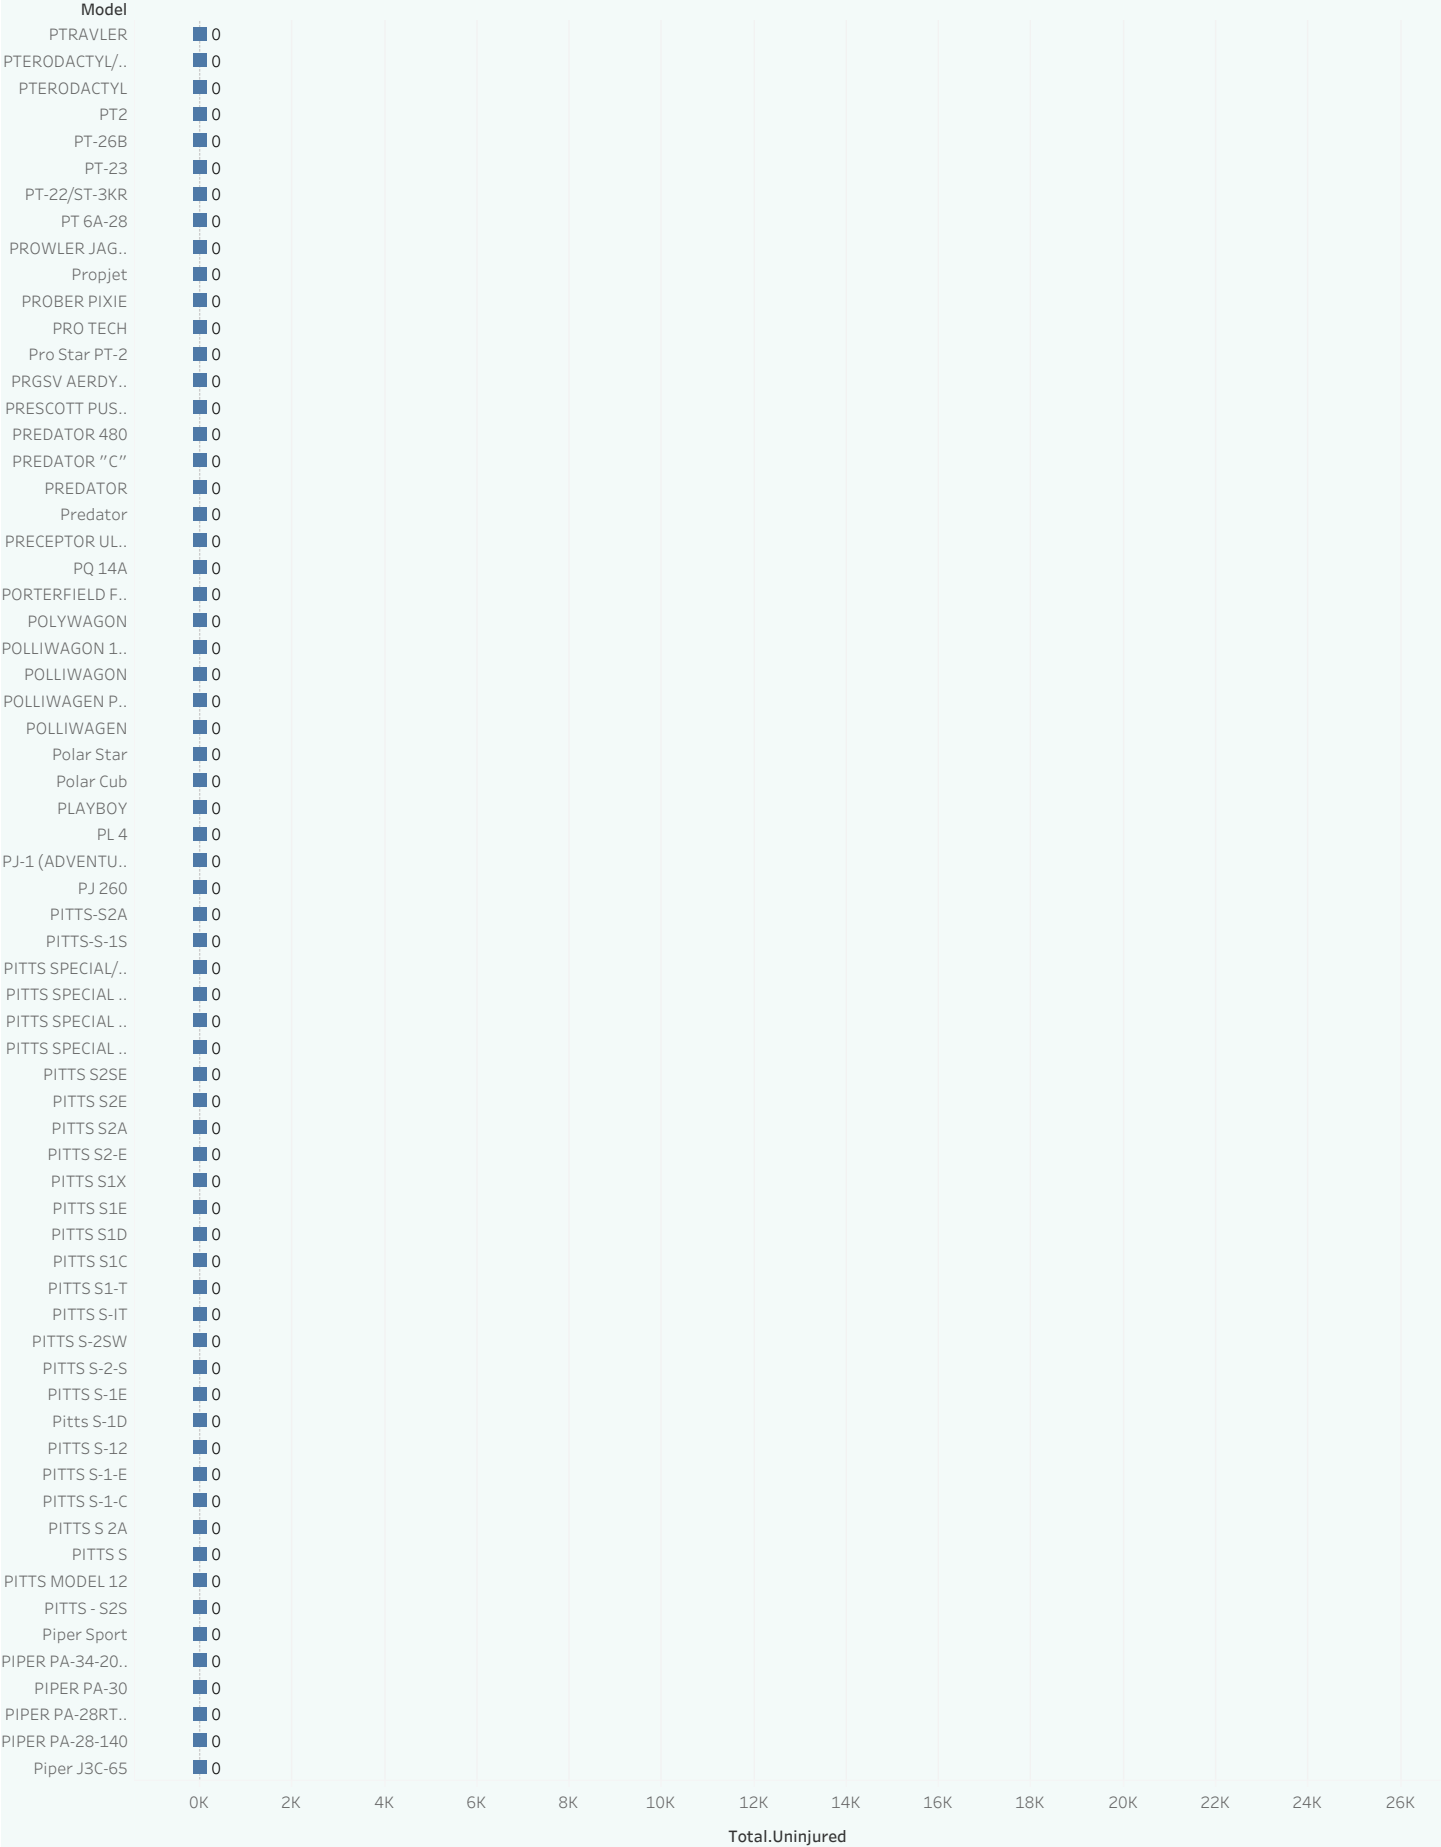 Model
PTRAVLER 0
PTERODACTYL/.. 0
PTERODACTYL 0
PT2 0
PT-26B 0
PT-23 0
PT-22/ST-3KR 0
PT 6A-28 0
PROWLER JAG.. 0
Propjet 0
PROBER PIXIE 0
PRO TECH 0
Pro Star PT-2 0
PRGSV AERDY.. 0
PRESCOTT PUS.. 0
PREDATOR 480 0
PREDATOR "C" 0
PREDATOR 0
Predator 0
PRECEPTOR UL.. 0
PQ 14A 0
PORTERFIELD F.. 0
POLYWAGON 0
POLLIWAGON 1.. 0
POLLIWAGON 0
POLLIWAGEN P.. 0
POLLIWAGEN 0
Polar Star 0
Polar Cub 0
PLAYBOY 0
PL 4 0
PJ-1 (ADVENTU.. 0
PJ 260 0
PITTS-S2A 0
PITTS-S-1S 0
PITTS SPECIAL/.. 0
PITTS SPECIAL .. 0
PITTS SPECIAL .. 0
PITTS SPECIAL .. 0
PITTS S2SE 0
PITTS S2E 0
PITTS S2A 0
PITTS S2-E 0
PITTS S1X 0
PITTS S1E 0
PITTS S1D 0
PITTS S1C 0
PITTS S1-T 0
PITTS S-IT 0
PITTS S-2SW 0
PITTS S-2-S 0
PITTS S-1E 0
Pitts S-1D 0
PITTS S-12 0
PITTS S-1-E 0
PITTS S-1-C 0
PITTS S 2A 0
PITTS S 0
PITTS MODEL 12 0
PITTS - S2S 0
Piper Sport 0
PIPER PA-34-20.. 0
PIPER PA-30 0
PIPER PA-28RT.. 0
PIPER PA-28-140 0
Piper J3C-65 0
0K 2K 4K 6K 8K 10K 12K 14K 16K 18K 20K 22K 24K 26K
Total.Uninjured